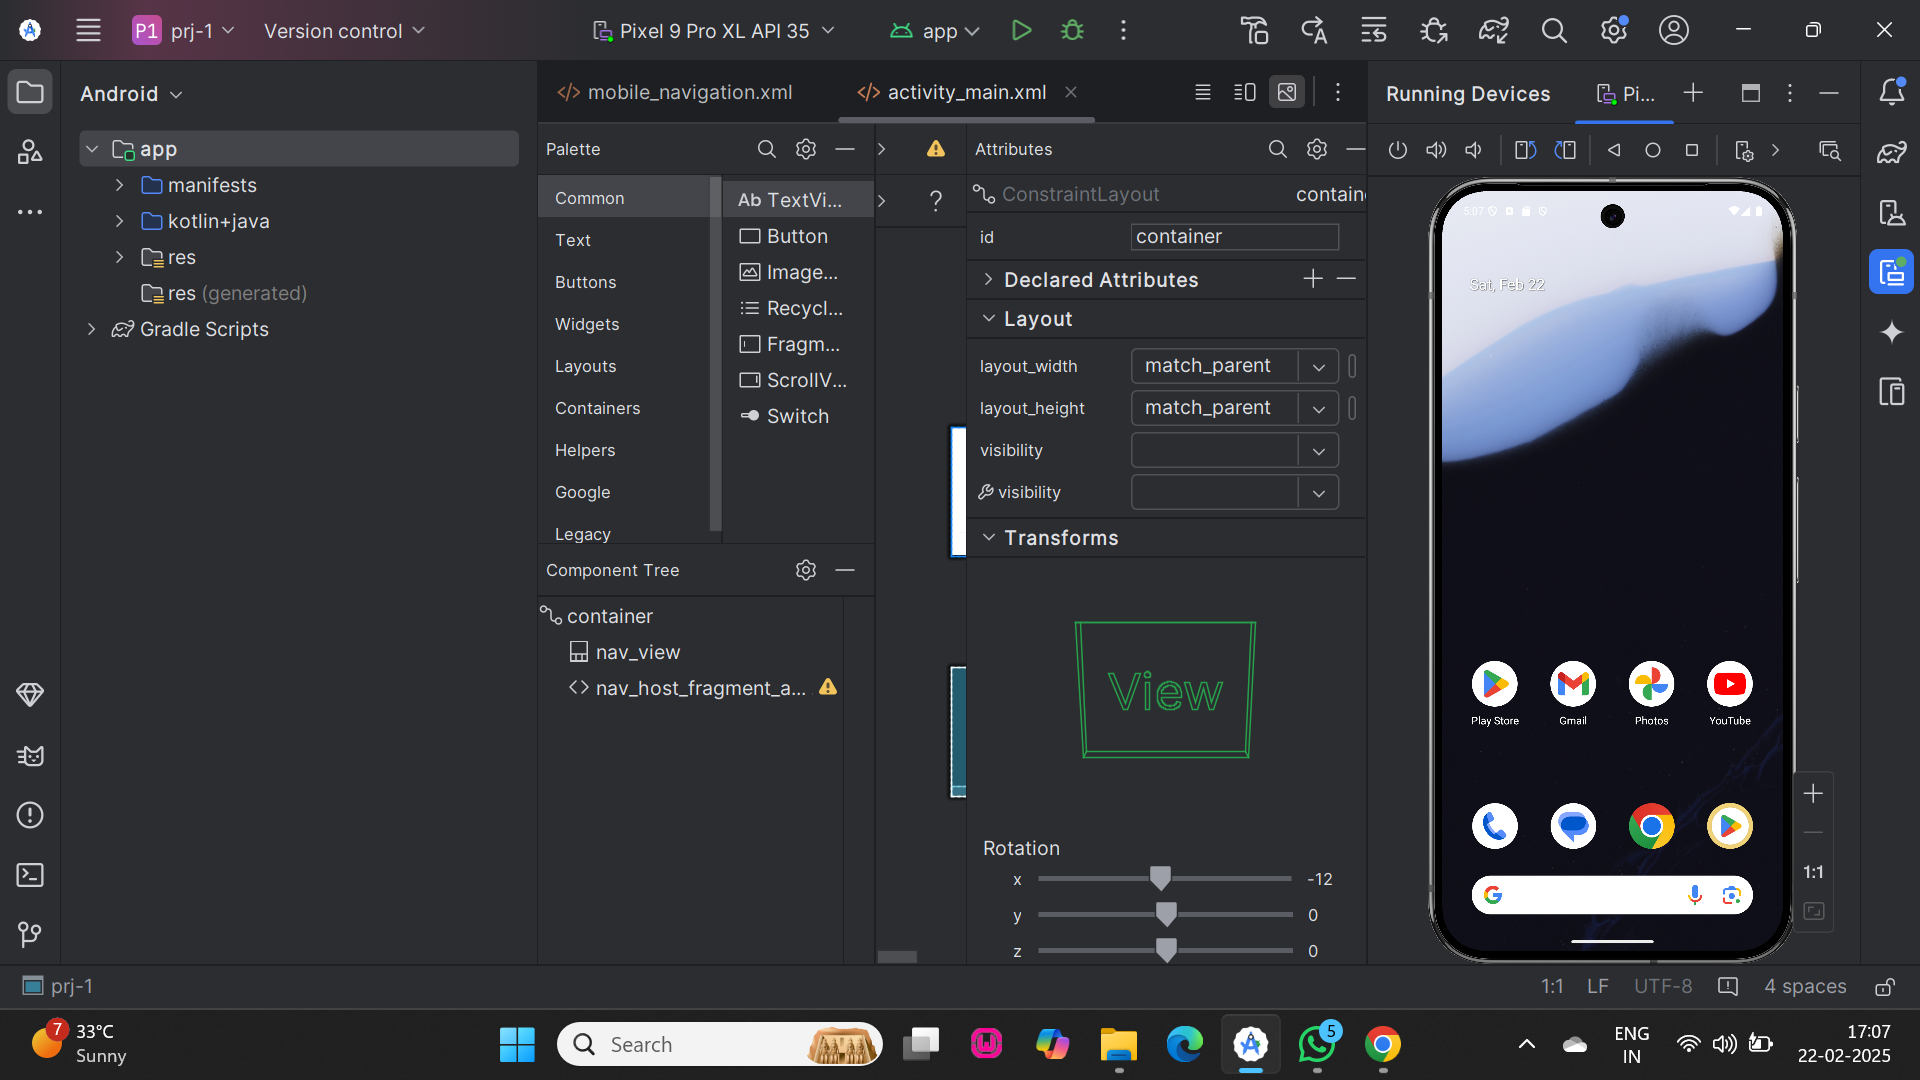 P1 prj-1
Version control
Pixel 9 Pro XL API 35
app
Android
app
manifests
kotlin+java
res
res (generated)
Gradle Scripts
mobile_navigation.xml
activity_main.xml
Palette
Common
Text
Buttons
Widgets
Layouts
Containers
Helpers
Google
Legacy
Ab TextVi...
Button
Image...
Recycl...
Fragm...
ScrollV...
Switch
Component Tree
container
nav_view
nav_host_fragment_a...
?
Attributes
ConstraintLayout
containe
id
container
Declared Attributes
Layout
layout_width
match_parent
layout_height
match_parent
visibility
visibility
Transforms
View
Rotation
x
-12
y
0
z
0
Running Devices
Pi...
5:07
Sat, Feb 22
Play Store
Gmail
Photos
YouTube
1:1
prj-1
1:1
LF
UTF-8
4 spaces
7
33°C
Sunny
Search
5
ENG
IN
17:07
22-02-2025